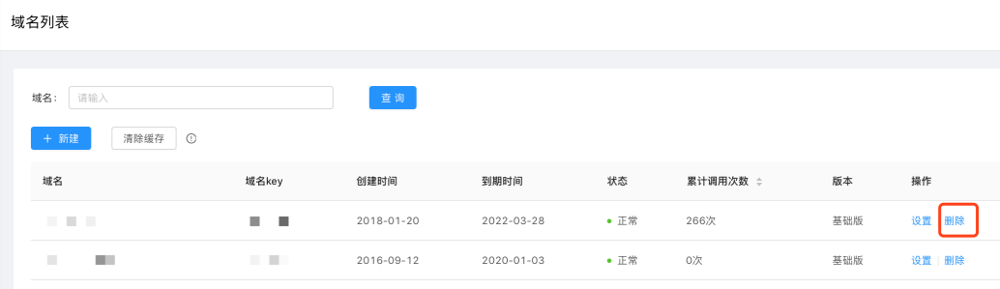 域名列表
域名： 请输入 查 询
+ 新建 清除缓存
域名 域名key 创建时间 到期时间 状态 累计调用次数 版本 操作
2018-01-20 2022-03-28 正常 266次 基础版 设置 删除
2016-09-12 2020-01-03 正常 0次 基础版 设置 删除